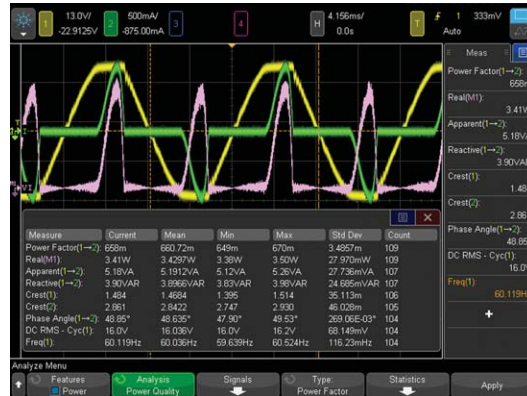 1 13.0V/ -22.9125V 2 500mA/ -875.00mA 3 4 H 4.156ms/ 0.0s T 1 333mV Auto
Meas
Power Factor(1→2):
658m
Real(M1):
3.41W
Apparent(1→2):
5.18VA
Reactive(1→2):
3.90VA
Crest(1):
1.48
Crest(2):
2.86
Phase Angle(1→2):
48.85
DC RMS - Cyc(1):
16.0
Freq(1):
60.119H
Measure Current Mean Min Max Std Dev Count
Power Factor(1→2): 658m 660.72m 649m 670m 3.4857m 109
Real(M1): 3.41W 3.4297W 3.38W 3.50W 27.970mW 109
Apparent(1→2): 5.18VA 5.1912VA 5.12VA 5.26VA 27.736mVA 107
Reactive(1→2): 3.90VAR 3.8966VAR 3.83VAR 3.98VAR 24.685mVAR 107
Crest(1): 1.484 1.4684 1.395 1.514 35.113m 106
Crest(2): 2.861 2.8422 2.747 2.930 46.028m 105
Phase Angle(1→2): 48.85° 48.635° 47.90° 49.53° 269.06E-03° 104
DC RMS - Cyc(1): 16.0V 16.036V 16.0V 16.2V 68.149mV 104
Freq(1): 60.119Hz 60.036Hz 59.639Hz 60.524Hz 116.23mHz 104
Analyze Menu
Features Power
Analysis Power Quality
Signals
Type: Power Factor
Statistics
Apply